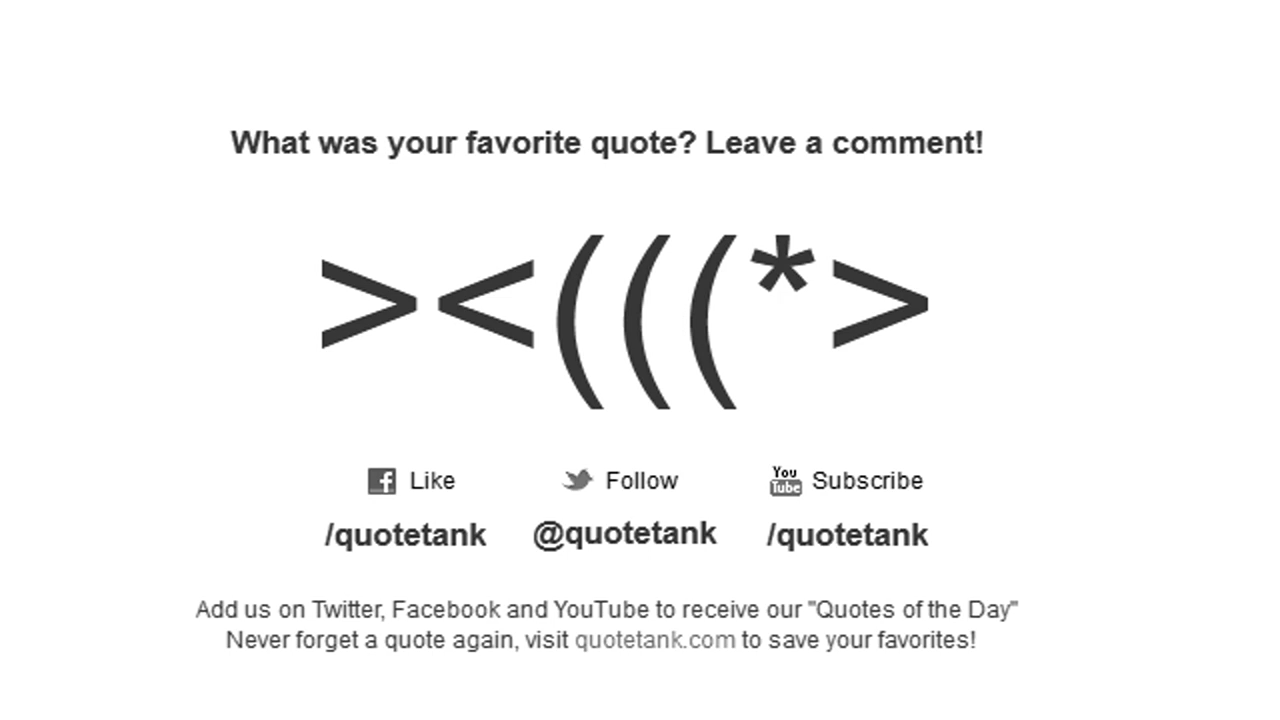 What was your favorite quote? Leave a comment!
><(((*>
Like Follow You Tube Subscribe
/quotetank @quotetank /quotetank
Add us on Twitter, Facebook and YouTube to receive our "Quotes of the Day"
Never forget a quote again, visit quotetank.com to save your favorites!